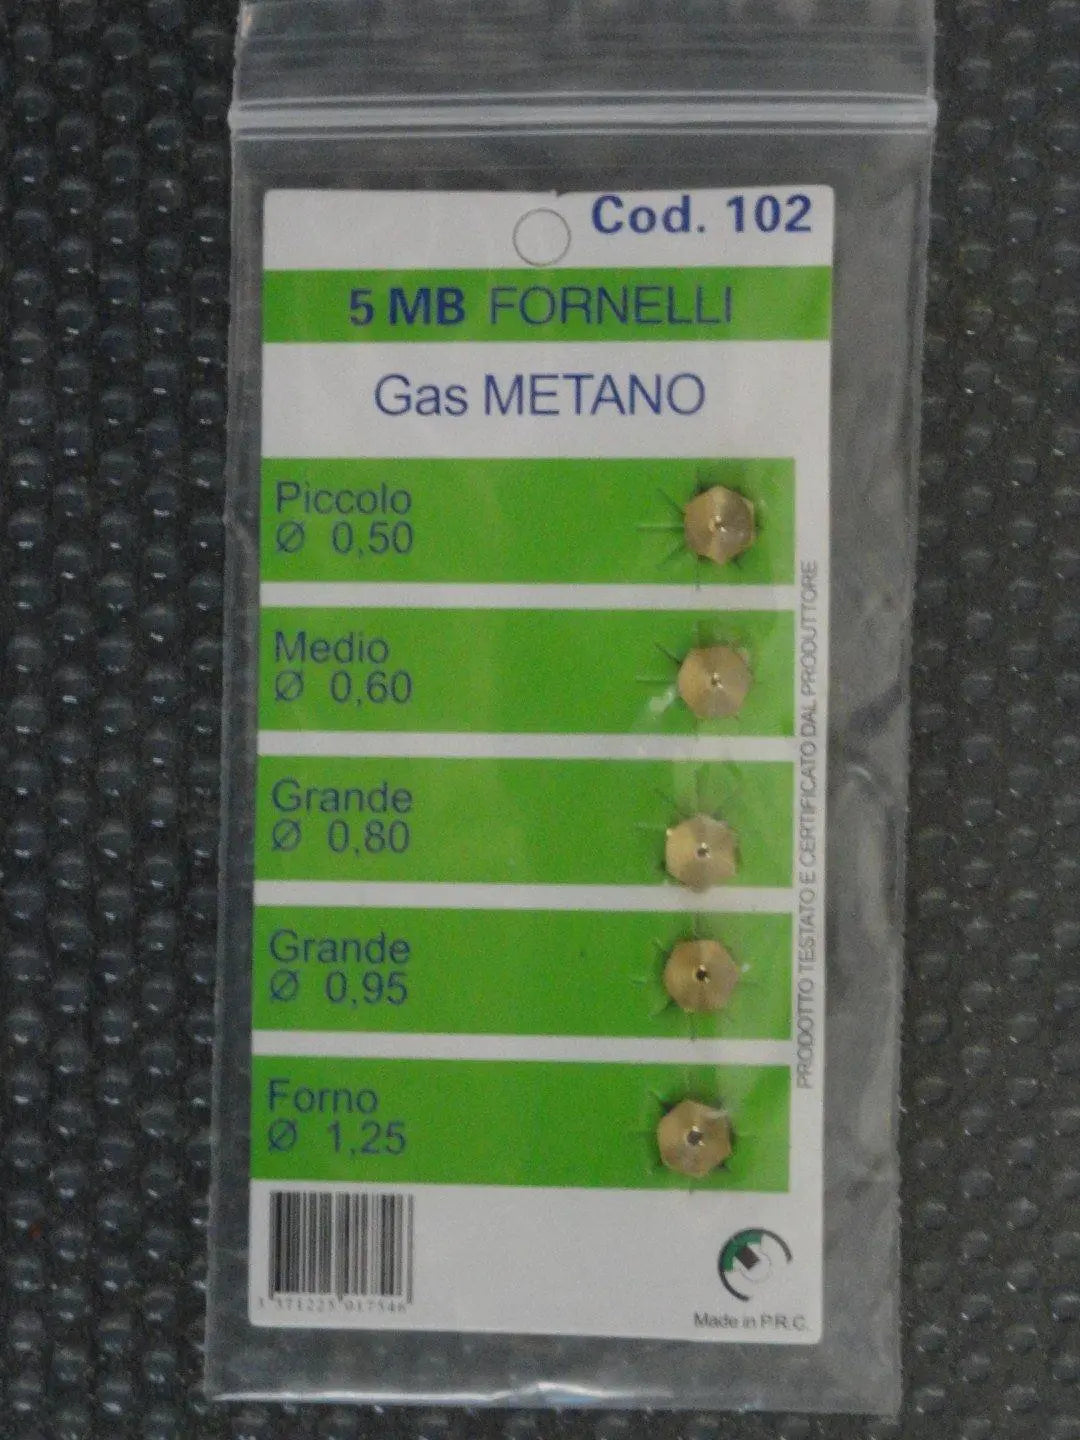 Cod. 102
5 MB FORNELLI
Gas METANO
Piccolo
Ø 0,50
Medio
Ø 0,60
Grande
Ø 0,80
Grande
Ø 0,95
Forno
Ø 1,25
PRODOTTO TESTATO E CERTIFICATO DAL PRODUTTORE
Made in P.R.C.